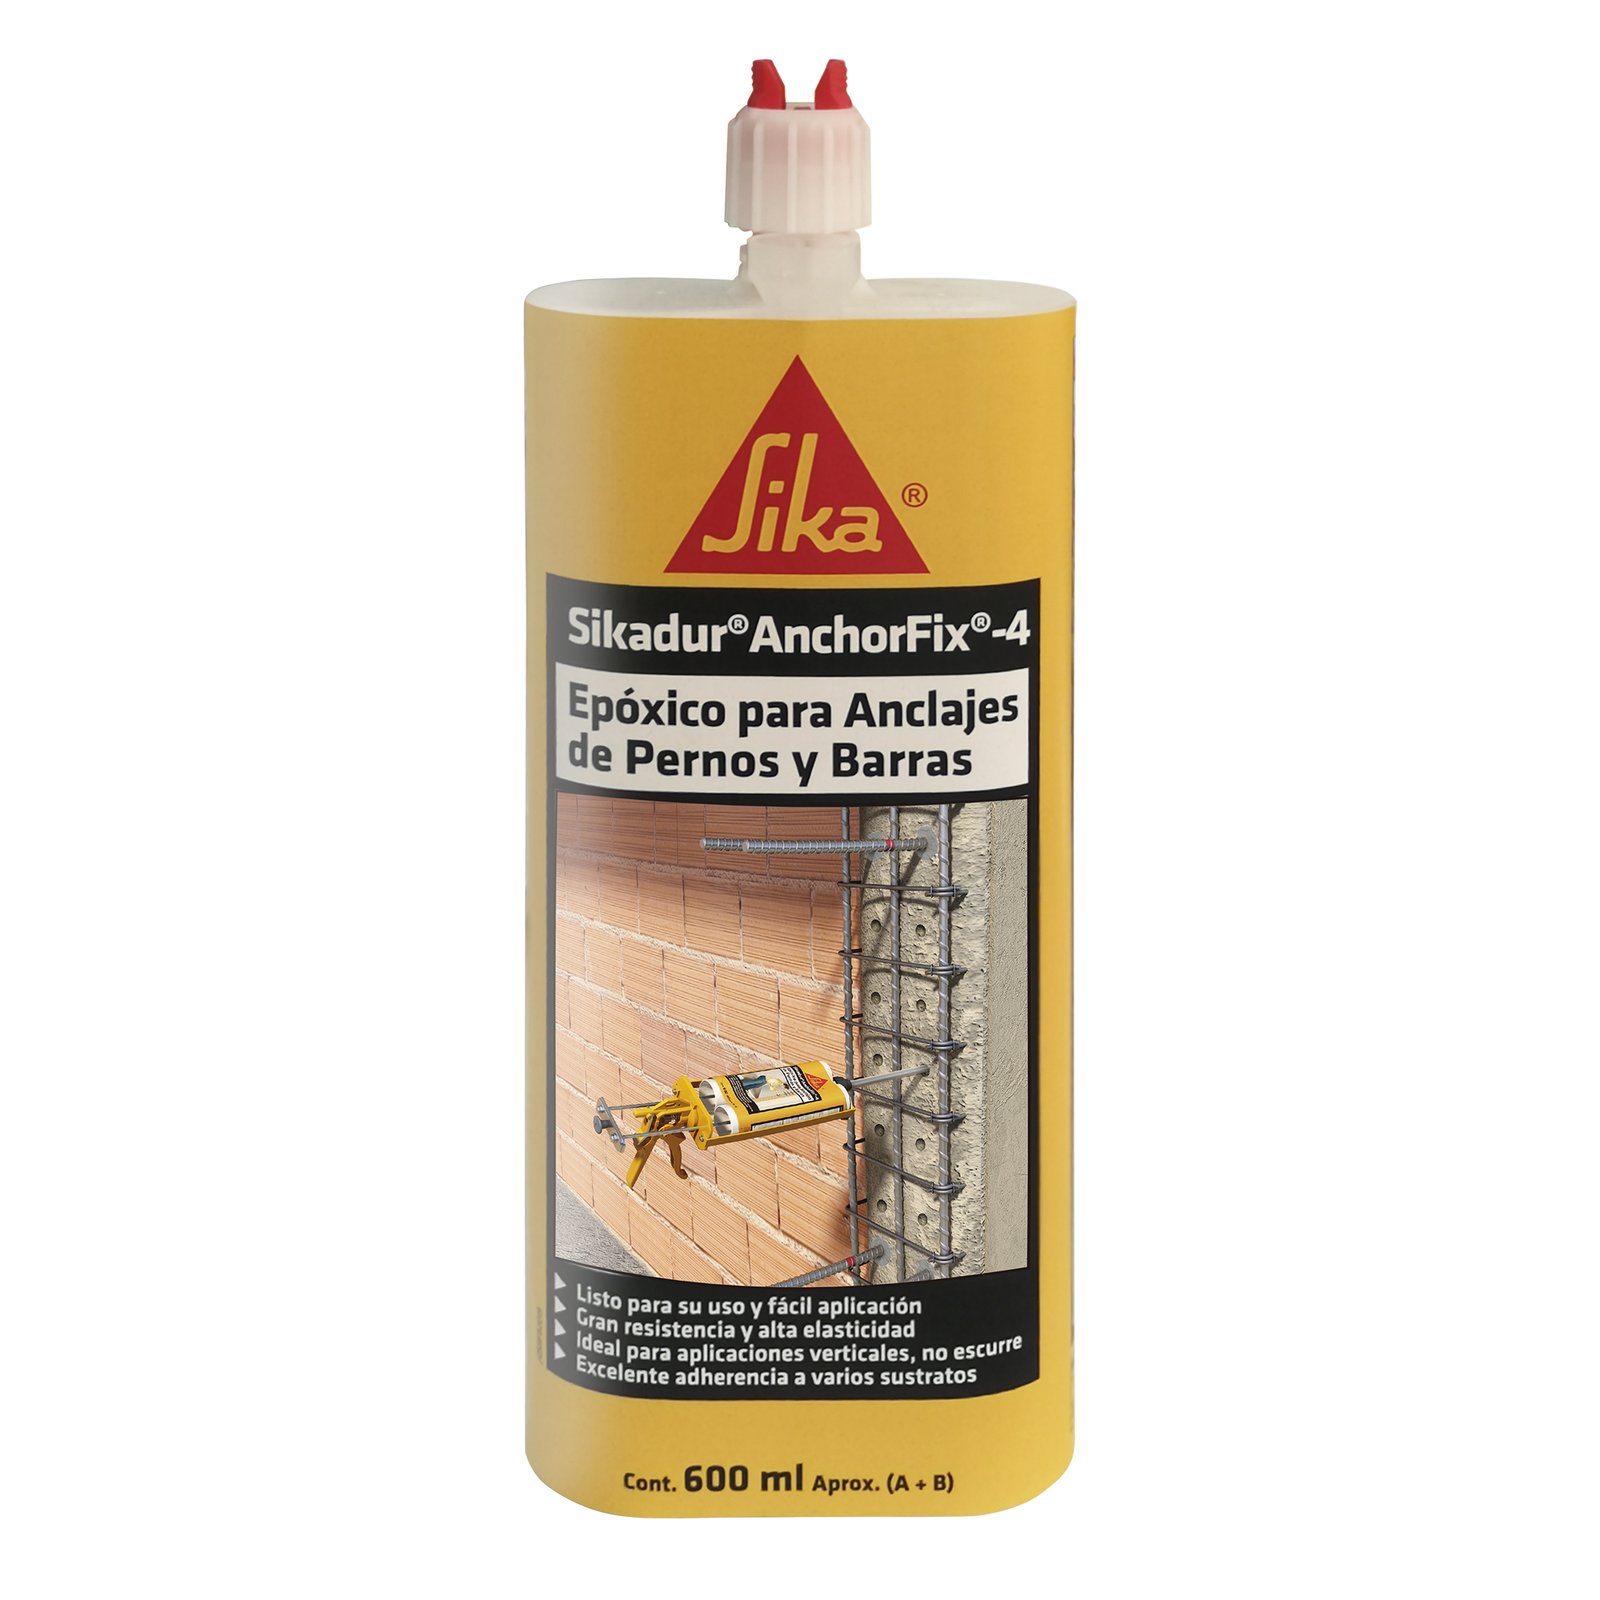 Sika®
Sikadur® AnchorFix®-4
Epóxico para Anclajes
de Pernos y Barras
Listo para su uso y fácil aplicación
Gran resistencia y alta elasticidad
Ideal para aplicaciones verticales, no escurre
Excelente adherencia a varios sustratos
Cont. 600 ml Aprox. (A + B)